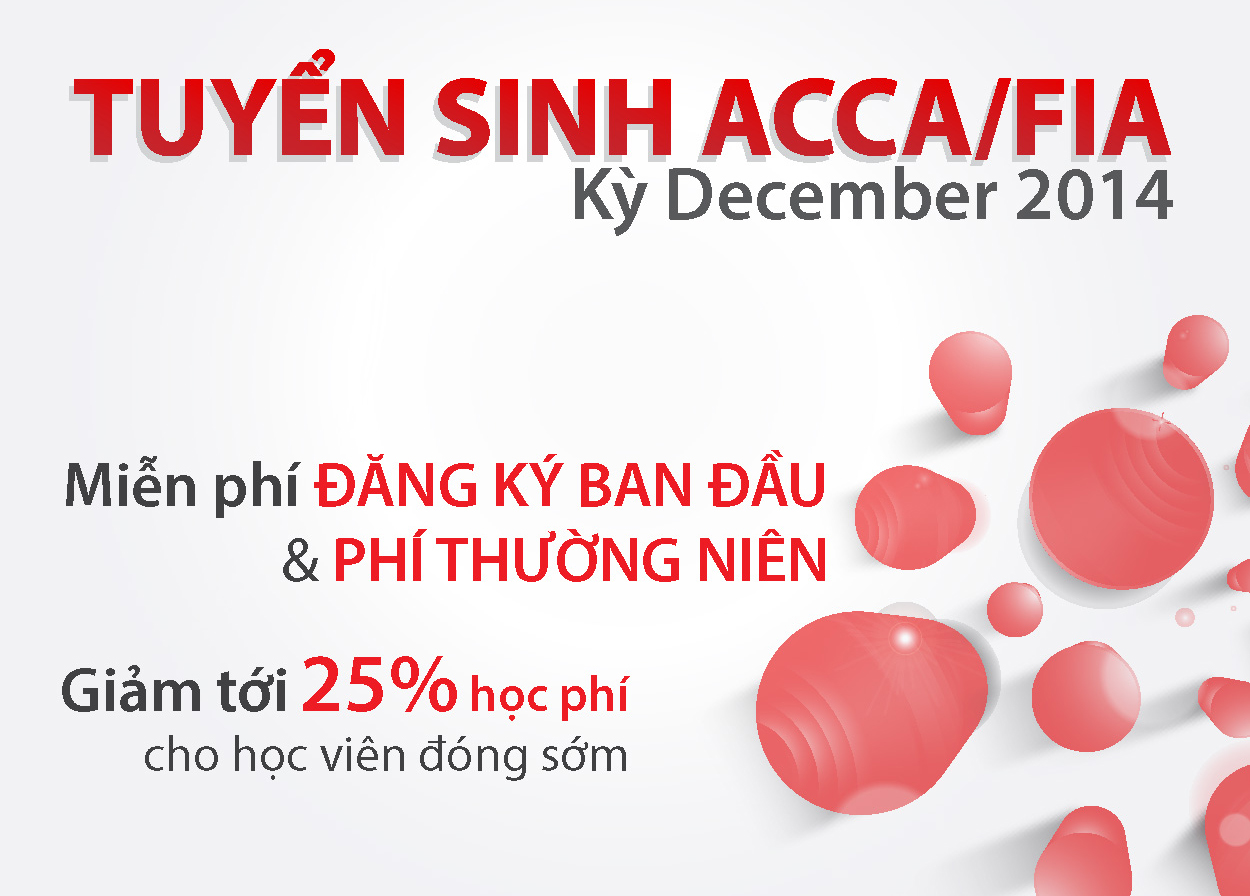 TUYỂN SINH ACCA/FIA
Kỳ December 2014
Miễn phí ĐĂNG KÝ BAN ĐẦU
& PHÍ THƯỜNG NIÊN
Giảm tới 25% học phí
cho học viên đóng sớm